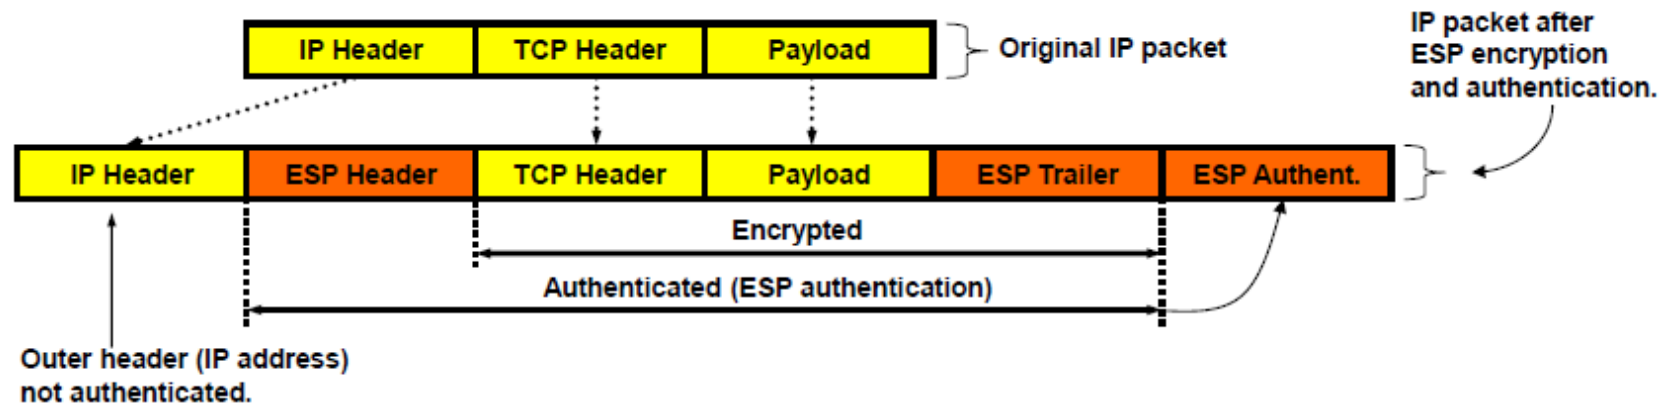 IP Header
TCP Header
Payload
Original IP packet
IP packet after
ESP encryption
and authentication.
IP Header
ESP Header
TCP Header
Payload
ESP Trailer
ESP Authent.
Encrypted
Authenticated (ESP authentication)
Outer header (IP address)
not authenticated.